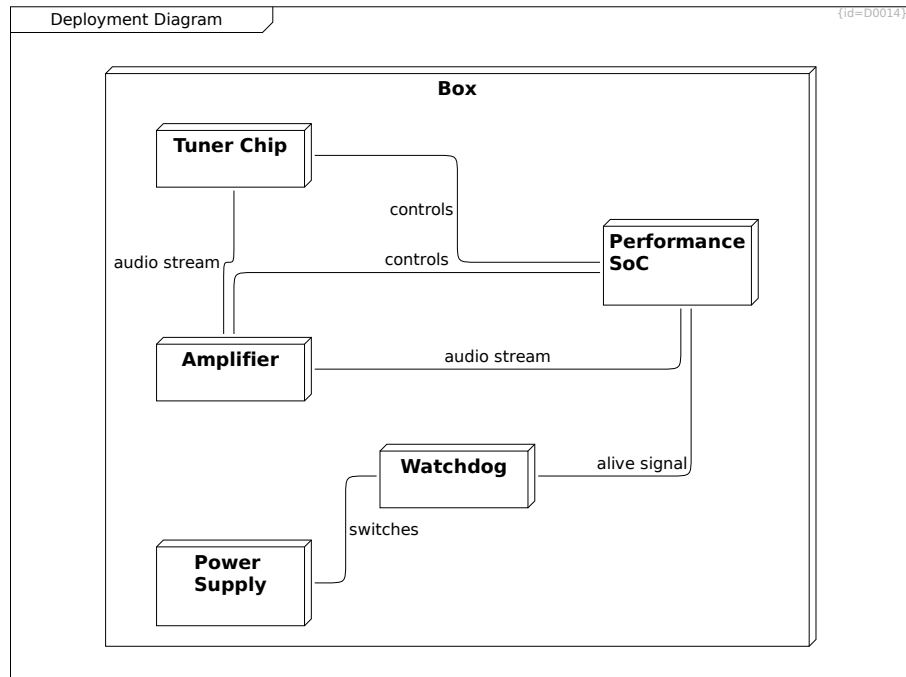 Deployment Diagram
{id=D0014}
Box
Tuner Chip
controls
Performance
SoC
audio stream
controls
Amplifier
audio stream
Watchdog
alive signal
switches
Power
Supply